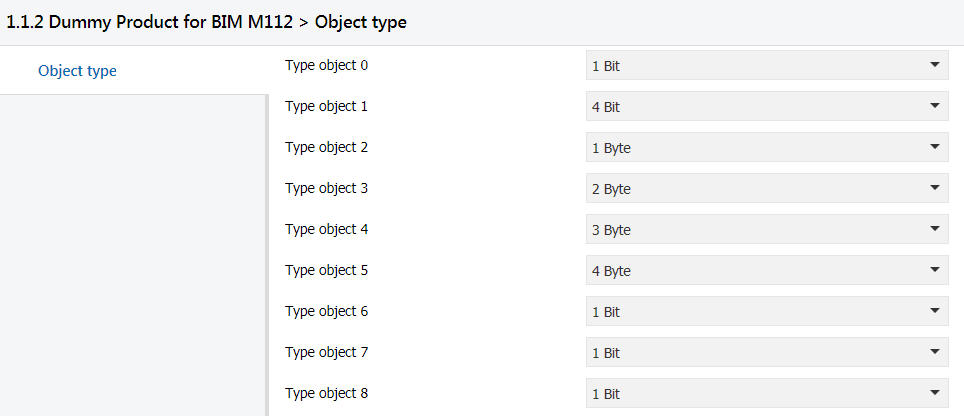 1.1.2 Dummy Product for BIM M112 > Object type
Object type
Type object 0 1 Bit
Type object 1 4 Bit
Type object 2 1 Byte
Type object 3 2 Byte
Type object 4 3 Byte
Type object 5 4 Byte
Type object 6 1 Bit
Type object 7 1 Bit
Type object 8 1 Bit